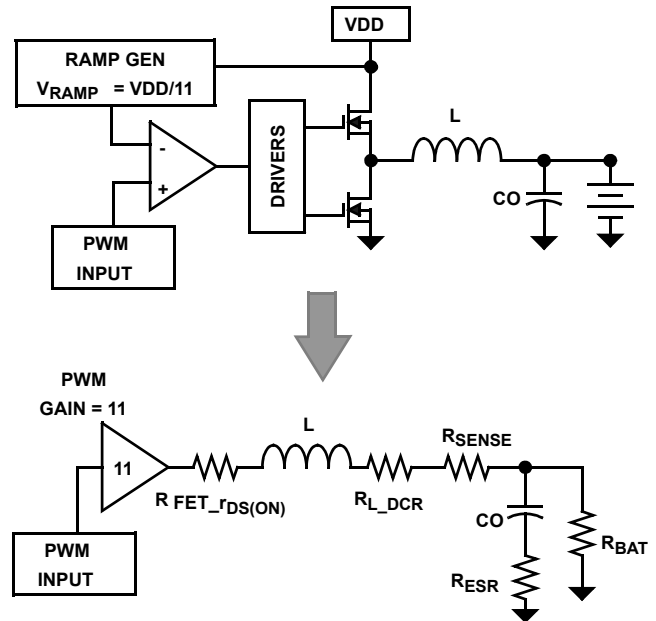 VDD
RAMP GEN
VRAMP = VDD/11
-
+
DRIVERS
L
CO
PWM
INPUT
PWM
GAIN = 11
11
R FET_rDS(ON)
L
RL_DCR
RSENSE
CO
RESR
RBAT
PWM
INPUT